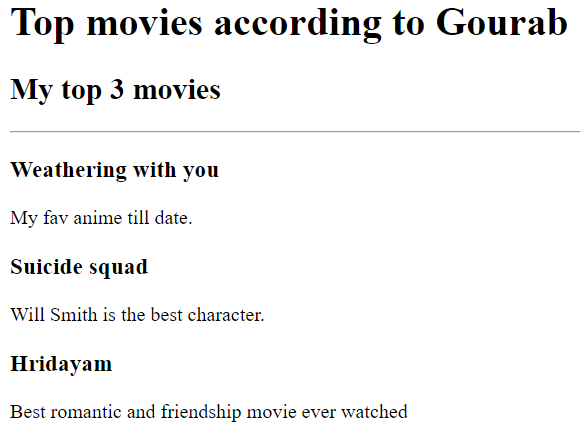 Top movies according to Gourab
My top 3 movies
Weathering with you
My fav anime till date.
Suicide squad
Will Smith is the best character.
Hridayam
Best romantic and friendship movie ever watched